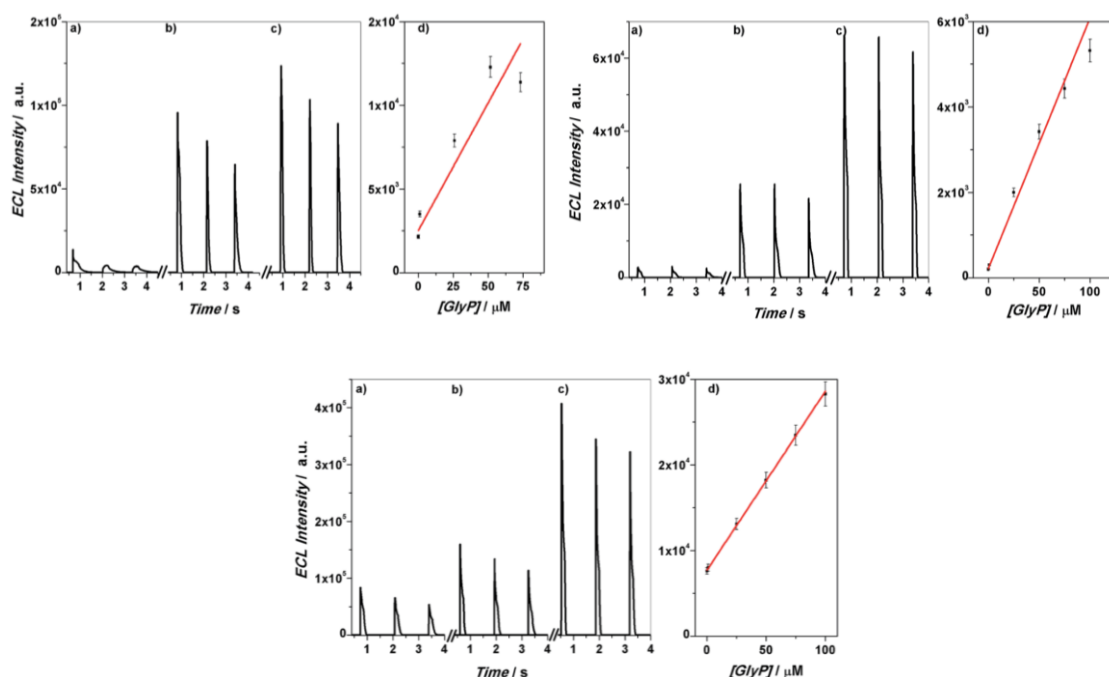 2x10⁵ a) b) c) 2x10⁴ d)
1x10⁵ 1x10⁴
5x10⁴ 5x10³
0 0
ECL Intensity / a.u.
1 2 3 4 1 2 3 4 1 2 3 4 0 25 50 75
Time / s [GlyP] / μM
a) b) c) 6x10³ d)
6x10⁴
4x10⁴ 4x10³
2x10⁴ 2x10³
0 0
ECL Intensity / a.u.
1 2 3 4 1 2 3 4 1 2 3 4 0 50 100
Time / s [GlyP] / μM
a) b) c) 3x10⁴ d)
4x10⁵
3x10⁵ 2x10⁴
2x10⁵
1x10⁵ 1x10⁴
0 0
ECL Intensity / a.u.
1 2 3 4 1 2 3 4 1 2 3 4 0 50 100
Time / s [GlyP] / μM